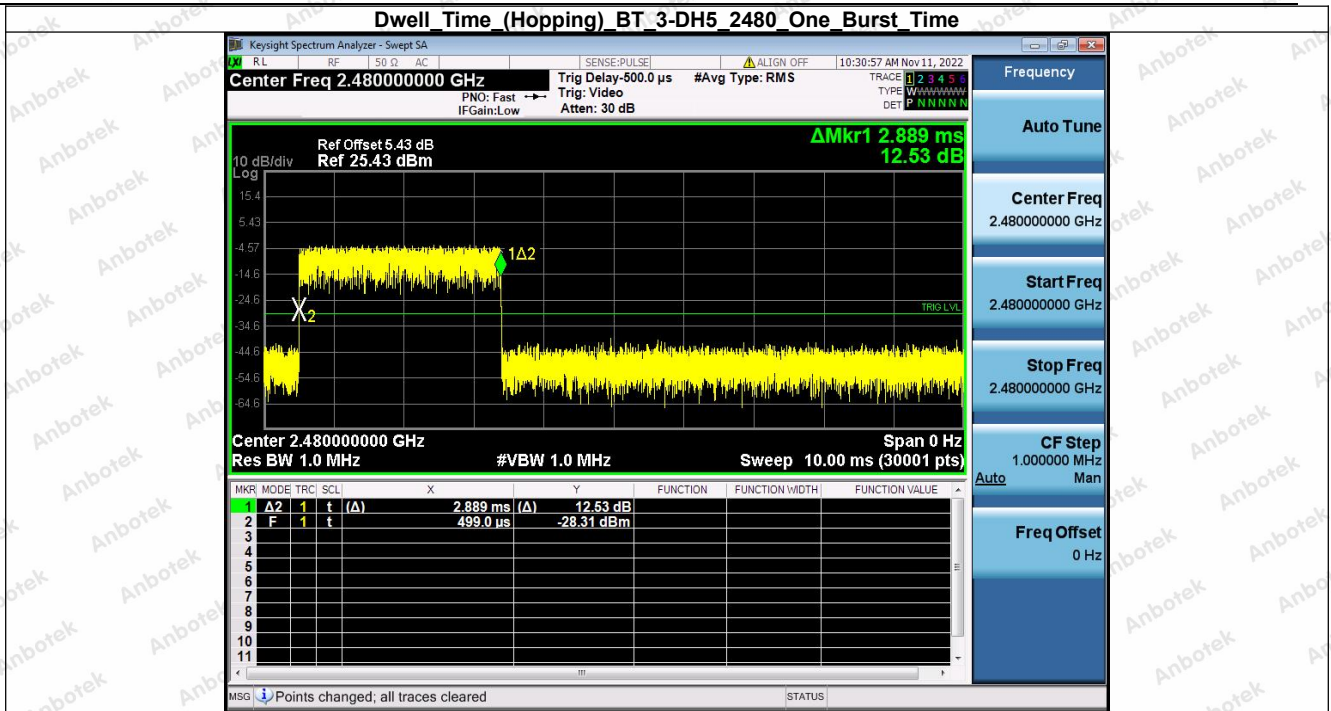 Dwell_Time_(Hopping)_BT_3-DH5_2480_One_Burst_Time
Keysight Spectrum Analyzer - Swept SA
LXI RL RF 50 Ω AC SENSE:PULSE ALIGN OFF 10:30:57 AM Nov 11, 2022
Center Freq 2.480000000 GHz
PNO: Fast
IFGain:Low
Trig Delay-500.0 µs
Trig: Video
Atten: 30 dB
#Avg Type: RMS
TRACE 1 2 3 4 5 6
TYPE WWWWWW
DET P N N N N N
Frequency
Auto Tune
Center Freq
2.480000000 GHz
Start Freq
2.480000000 GHz
Stop Freq
2.480000000 GHz
CF Step
1.000000 MHz
Auto Man
Freq Offset
0 Hz
ΔMkr1 2.889 ms
12.53 dB
Ref Offset 5.43 dB
10 dB/div Ref 25.43 dBm
Log
15.4
5.43
-4.57
-14.6
-24.6
-34.6
-44.6
-54.6
-64.6
1Δ2
X2
TRIG LVL
Center 2.480000000 GHz Span 0 Hz
Res BW 1.0 MHz #VBW 1.0 MHz Sweep 10.00 ms (30001 pts)
MKR MODE TRC SCL X Y FUNCTION FUNCTION WIDTH FUNCTION VALUE
1 Δ2 1 t (Δ) 2.889 ms (Δ) 12.53 dB
2 F 1 t 499.0 µs -28.31 dBm
3
4
5
6
7
8
9
10
11
MSG Points changed; all traces cleared STATUS
Anbotek